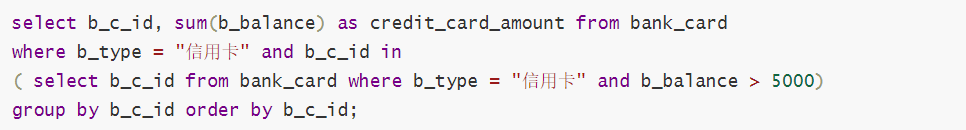 select b_c_id, sum(b_balance) as credit_card_amount from bank_card
where b_type = "信用卡" and b_c_id in
( select b_c_id from bank_card where b_type = "信用卡" and b_balance > 5000)
group by b_c_id order by b_c_id;